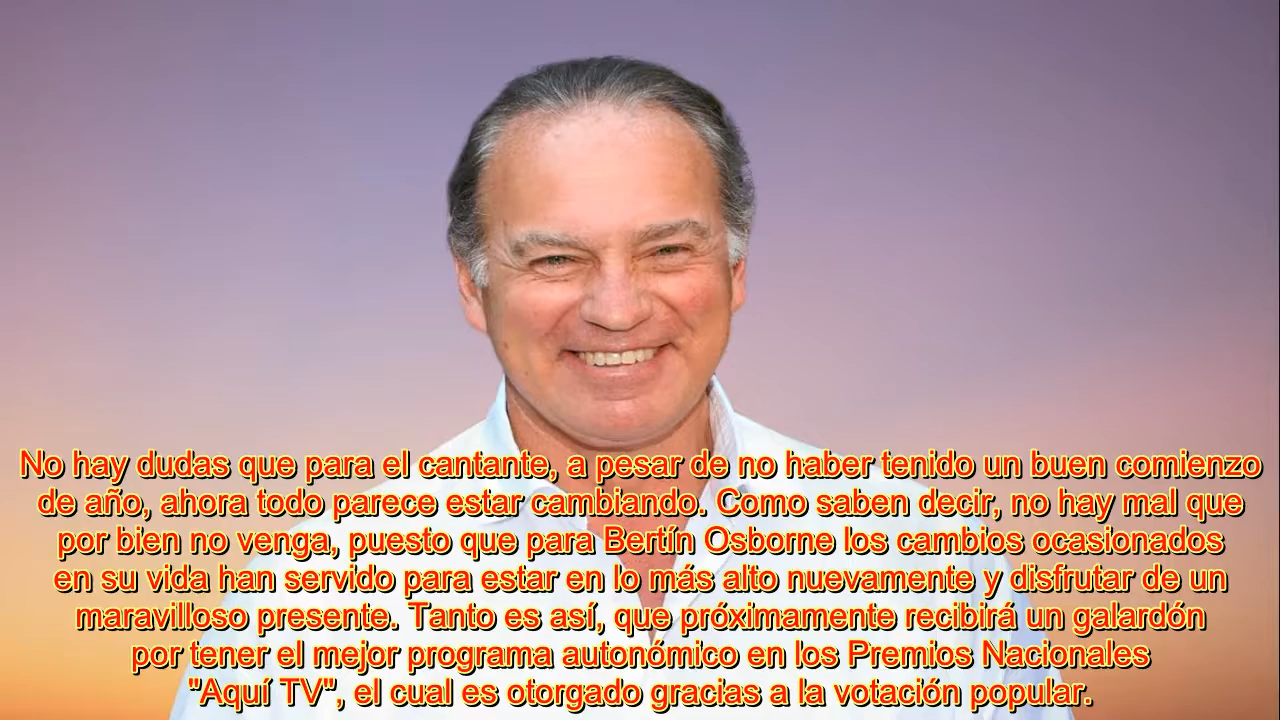 No hay dudas que para el cantante, a pesar de no haber tenido un buen comienzo
de año, ahora todo parece estar cambiando. Como saben decir, no hay mal que
por bien no venga, puesto que para Bertín Osborne los cambios ocasionados
en su vida han servido para estar en lo más alto nuevamente y disfrutar de un
maravilloso presente. Tanto es así, que próximamente recibirá un galardón
por tener el mejor programa autonómico en los Premios Nacionales
"Aquí TV", el cual es otorgado gracias a la votación popular.